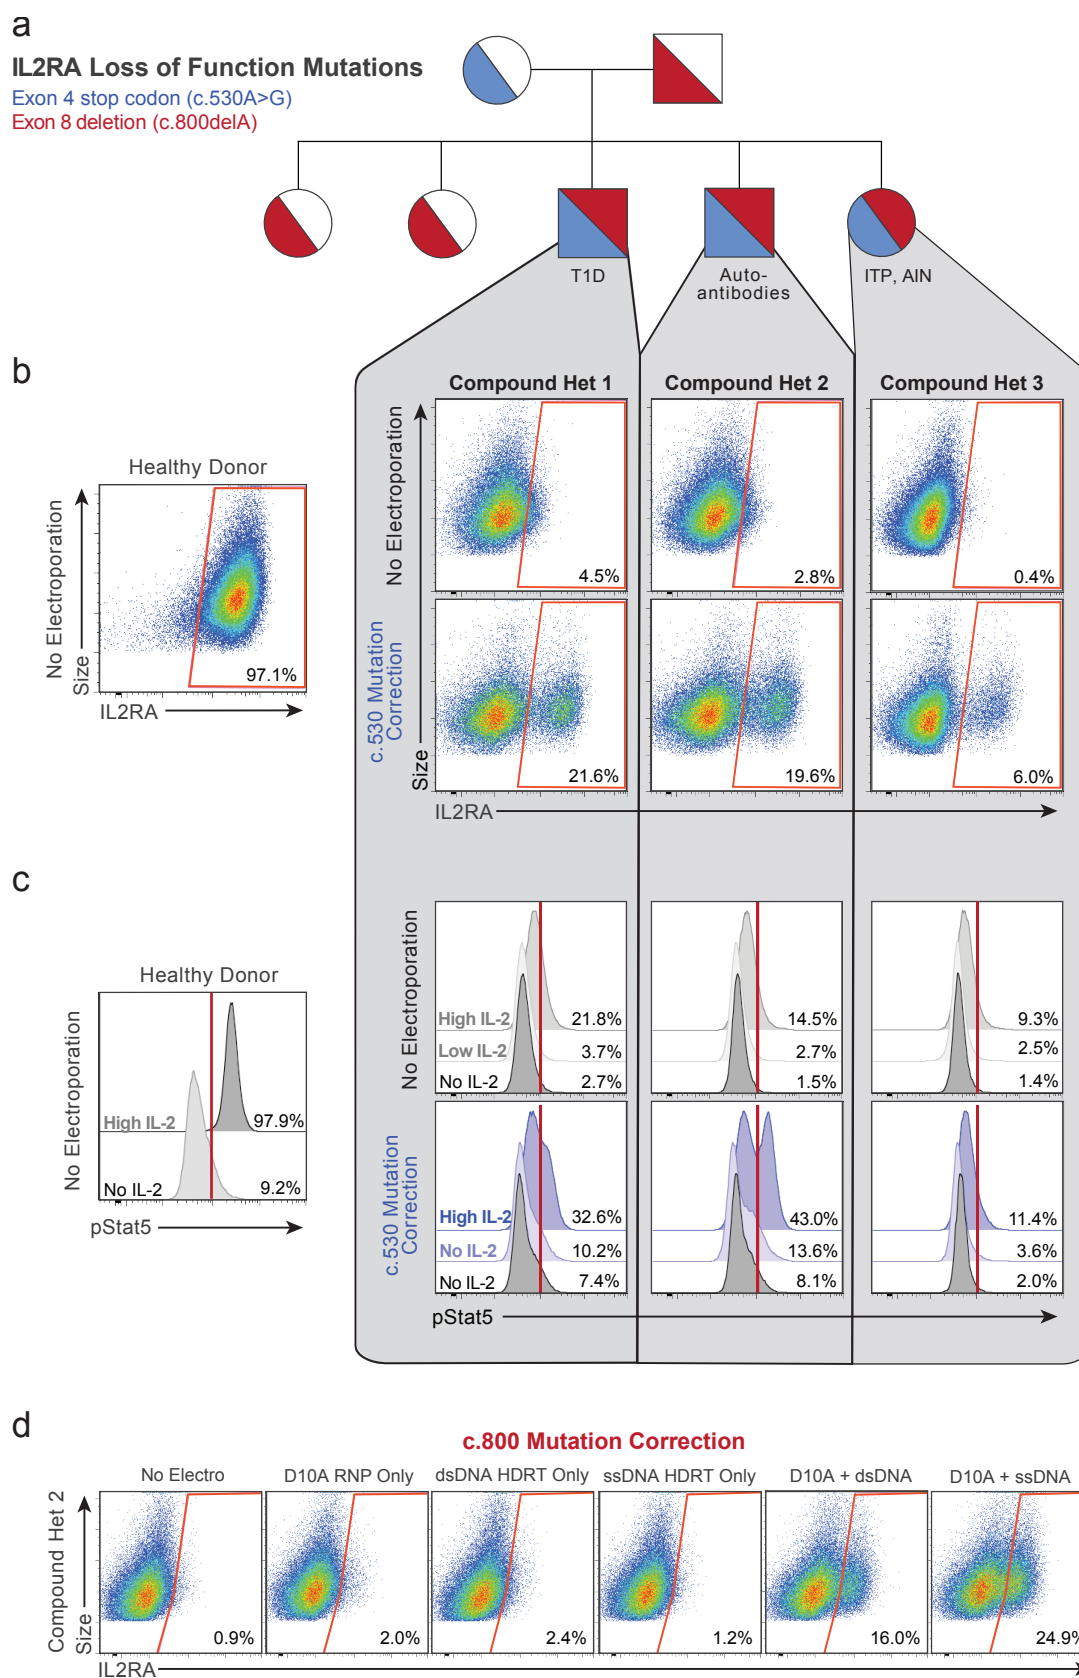 a
IL2RA Loss of Function Mutations
Exon 4 stop codon (c.530A>G)
Exon 8 deletion (c.800delA)
T1D
Auto-
antibodies
ITP, AIN
b
Healthy Donor
No Electroporation
Size
97.1%
IL2RA
Compound Het 1
Compound Het 2
Compound Het 3
No Electroporation
4.5%
2.8%
0.4%
c.530 Mutation
Correction
Size
21.6%
19.6%
6.0%
IL2RA
c
Healthy Donor
No Electroporation
High IL-2
97.9%
No IL-2
9.2%
pStat5
No Electroporation
High IL-2 21.8% 14.5% 9.3%
Low IL-2 3.7% 2.7% 2.5%
No IL-2 2.7% 1.5% 1.4%
c.530 Mutation
Correction
High IL-2 32.6% 43.0% 11.4%
No IL-2 10.2% 13.6% 3.6%
No IL-2 7.4% 8.1% 2.0%
pStat5
d
c.800 Mutation Correction
No Electro
D10A RNP Only
dsDNA HDRT Only
ssDNA HDRT Only
D10A + dsDNA
D10A + ssDNA
Compound Het 2
Size
0.9%
2.0%
2.4%
1.2%
16.0%
24.9%
IL2RA